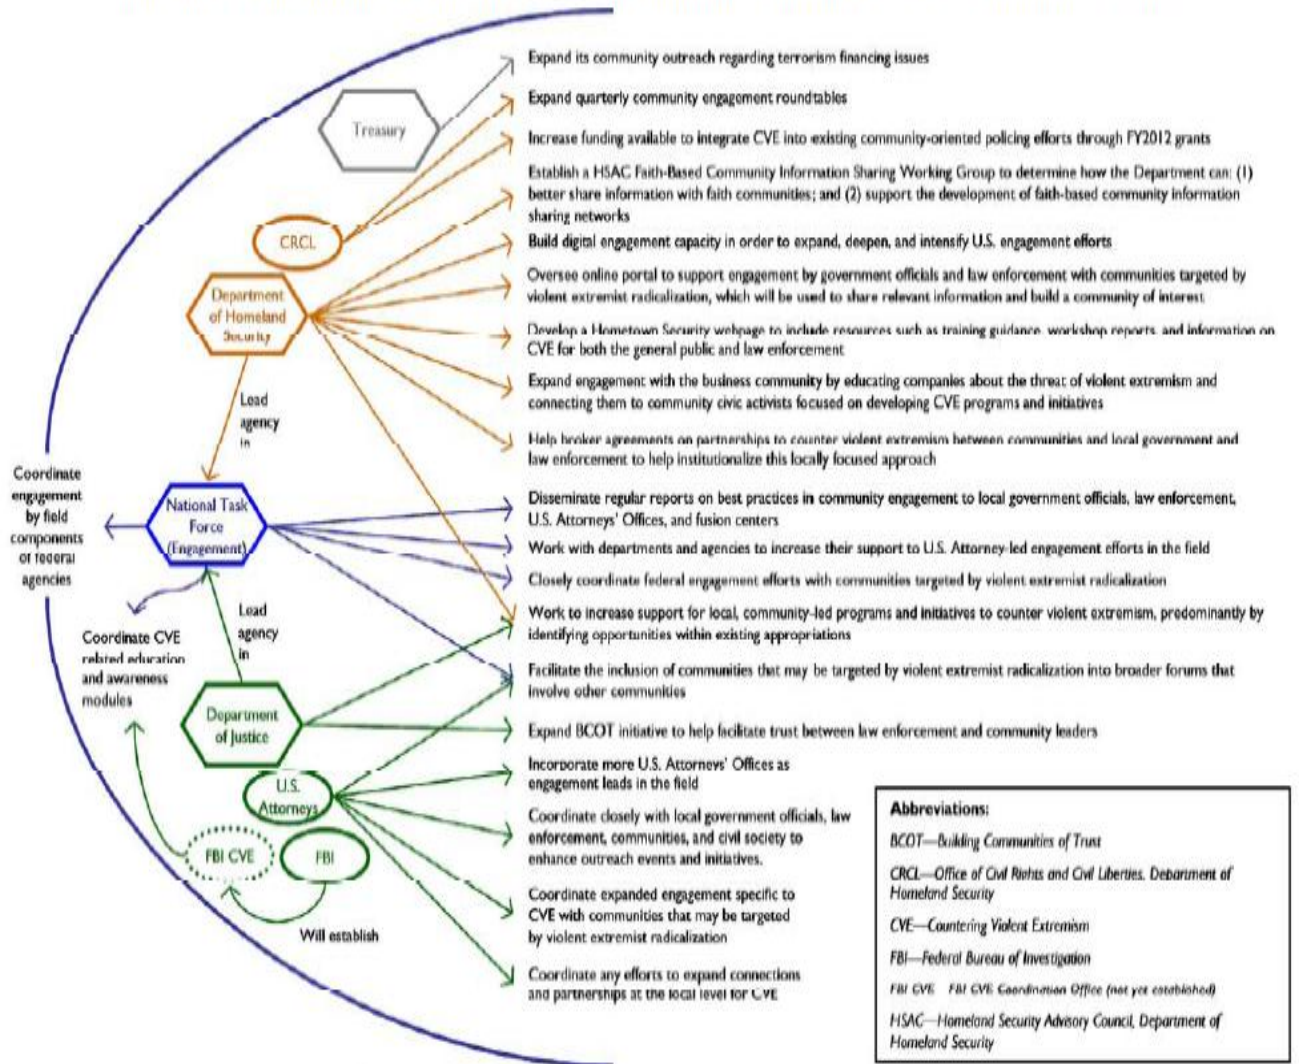 Treasury
CRCL
Department
of Homeland
Security
Lead
agency
in
Coordinate
engagement
by field
components
of federal
agencies
National Task
Force
(Engagement)
Coordinate CVE
related education
and awareness
modules
Lead
agency
in
Department
of Justice
U.S.
Attorneys
FBI CVE
FBI
Will establish
Expand its community outreach regarding terrorism financing issues
Expand quarterly community engagement roundtables
Increase funding available to integrate CVE into existing community-oriented policing efforts through FY2012 grants
Establish a HSAC Faith-Based Community Information Sharing Working Group to determine how the Department can: (1)
better share information with faith communities; and (2) support the development of faith-based community information
sharing networks
Build digital engagement capacity in order to expand, deepen, and intensify U.S. engagement efforts
Oversee online portal to support engagement by government officials and law enforcement with communities targeted by
violent extremist radicalization, which will be used to share relevant information and build a community of interest.
Develop a Hometown Security webpage to include resources such as training guidance, workshop reports, and information on
CVE for both the general public and law enforcement
Expand engagement with the business community by educating companies about the threat of violent extremism and
connecting them to community civic activists focused on developing CVE programs and initiatives
Help broker agreements on partnerships to counter violent extremism between communities and local government and
law enforcement to help institutionalize this locally focused approach
Disseminate regular reports on best practices in community engagement to local government officials, law enforcement,
U.S. Attorneys' Offices, and fusion centers
Work with departments and agencies to increase their support to U.S. Attorney-led engagement efforts in the field
Closely coordinate federal engagement efforts with communities targeted by violent extremist radicalization
Work to increase support for local, community-led programs and initiatives to counter violent extremism, predominantly by
identifying opportunities within existing appropriations
Facilitate the inclusion of communities that may be targeted by violent extremist radicalization into broader forums that
involve other communities
Expand BCOT initiative to help facilitate trust between law enforcement and community leaders
Incorporate more U.S. Attorneys' Offices as
engagement leads in the field
Coordinate closely with local government officials, law
enforcement, communities, and civil society to
enhance outreach events and initiatives.
Coordinate expanded engagement specific to
CVE with communities that may be targeted
by violent extremist radicalization
Coordinate any efforts to expand connections
and partnerships at the local level for CVE
Abbreviations:
BCOT—Building Communities of Trust
CRCL—Office of Civil Rights and Civil Liberties, Department of
Homeland Security
CVE—Countering Violent Extremism
FBI—Federal Bureau of Investigation
FBI CVE—FBI CVE Coordination Office (not yet established)
HSAC—Homeland Security Advisory Council, Department of
Homeland Security